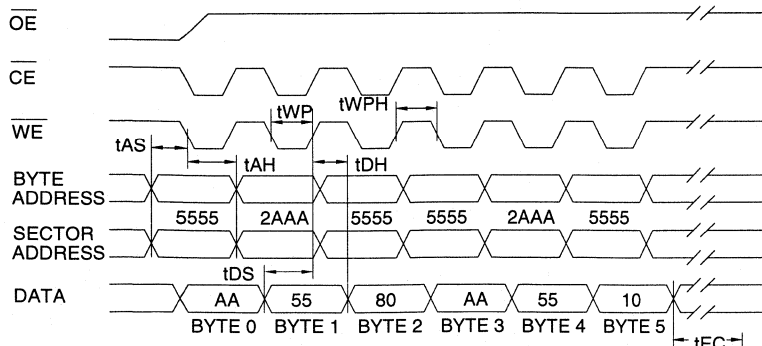 OE
CE
tWP tWPH
WE
tAS
tAH tDH
BYTE
ADDRESS
5555 2AAA 5555 5555 2AAA 5555
SECTOR
ADDRESS
tDS
DATA AA 55 80 AA 55 10
BYTE 0 BYTE 1 BYTE 2 BYTE 3 BYTE 4 BYTE 5
tEC